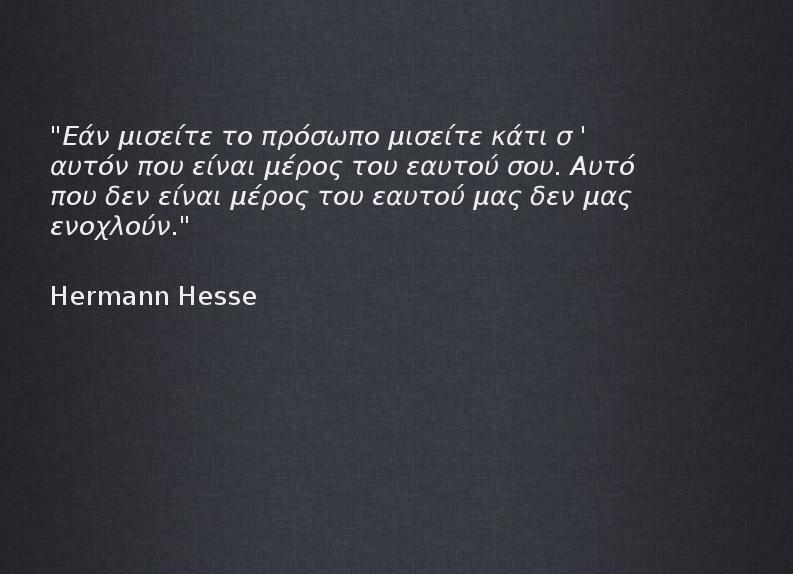 "Εάν μισείτε το πρόσωπο μισείτε κάτι σ '
αυτόν που είναι μέρος του εαυτού σου. Αυτό
που δεν είναι μέρος του εαυτού μας δεν μας
ενοχλούν."
Hermann Hesse